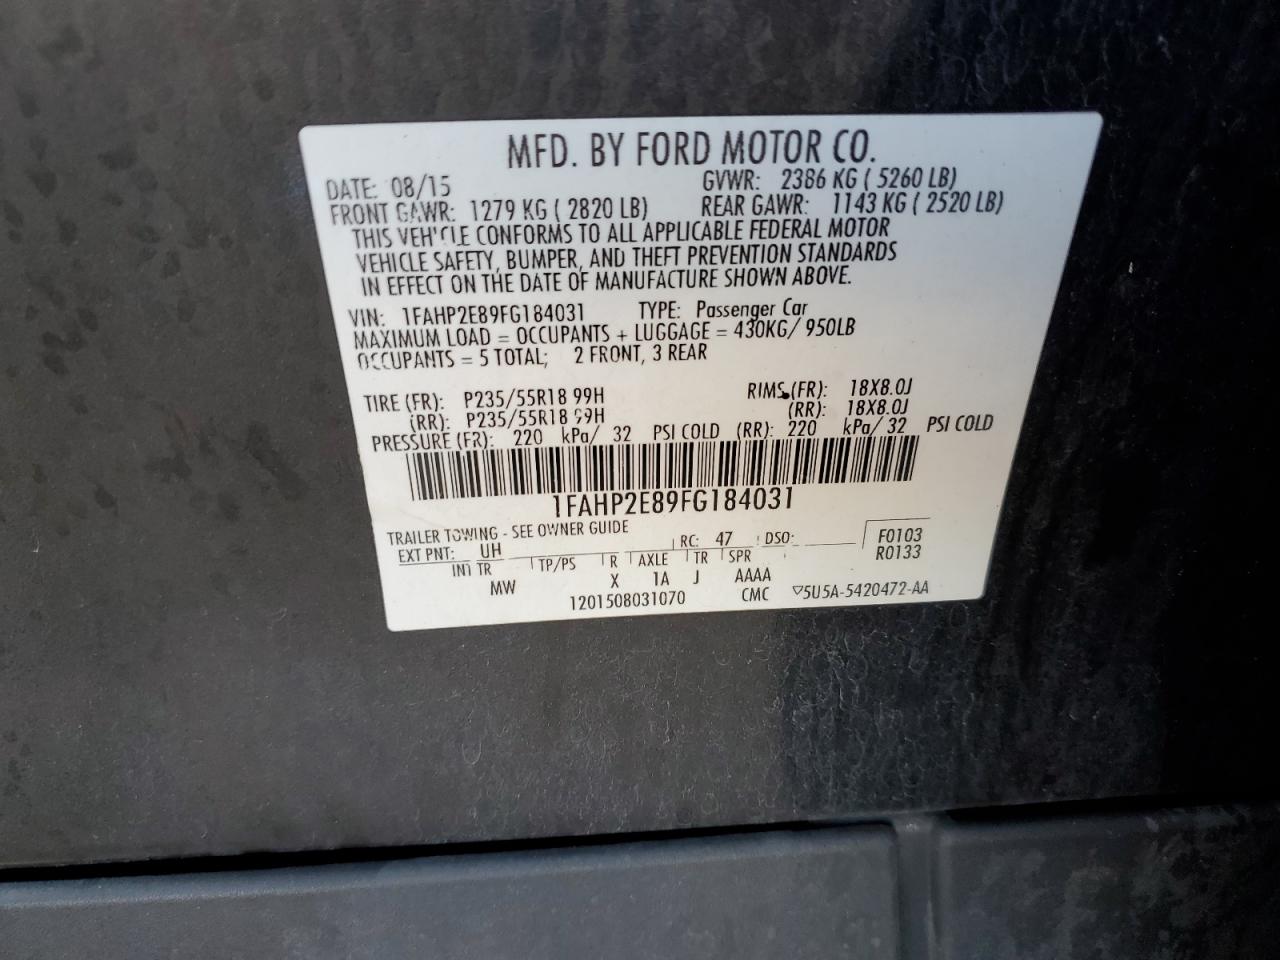 MFD. BY FORD MOTOR CO.
DATE: 08/15 GVWR: 2386 KG ( 5260 LB)
FRONT GAWR: 1279 KG ( 2820 LB) REAR GAWR: 1143 KG ( 2520 LB)
THIS VEHICLE CONFORMS TO ALL APPLICABLE FEDERAL MOTOR
VEHICLE SAFETY, BUMPER, AND THEFT PREVENTION STANDARDS
IN EFFECT ON THE DATE OF MANUFACTURE SHOWN ABOVE.
VIN: 1FAHP2E89FG184031 TYPE: Passenger Car
MAXIMUM LOAD = OCCUPANTS + LUGGAGE = 430KG/ 950LB
OCCUPANTS = 5 TOTAL; 2 FRONT, 3 REAR
TIRE (FR): P235/55R18 99H RIMS (FR): 18X8.0J
(RR): P235/55R18 99H (RR): 18X8.0J
PRESSURE (FR): 220 kPa/ 32 PSI COLD (RR): 220 kPa/ 32 PSI COLD
1FAHP2E89FG184031
TRAILER TOWING - SEE OWNER GUIDE
EXT PNT: UH RC: 47 DSO: F0103
INT TR TP/PS R AXLE TR SPR R0133
MW X 1A J AAAA
1201508031070 CMC ▽5U5A-5420472-AA